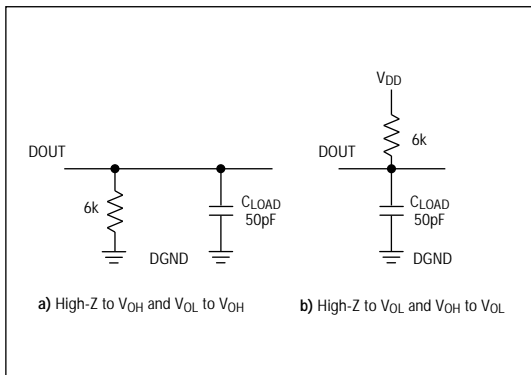 DOUT
6k
CLOAD
50pF
DGND
a) High-Z to VOH and VOL to VOH
VDD
6k
DOUT
CLOAD
50pF
DGND
b) High-Z to VOL and VOH to VOL